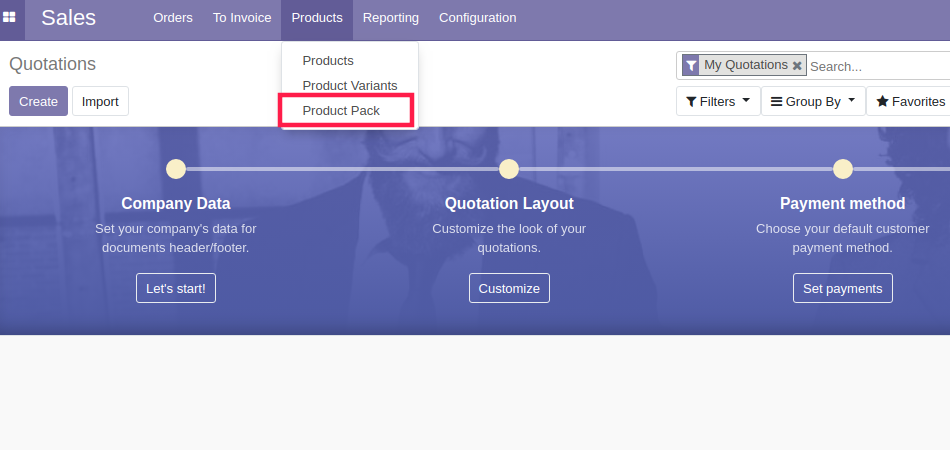 Sales Orders To Invoice Products Reporting Configuration
Products
Product Variants
Product Pack
Quotations
My Quotations Search...
Create Import
Filters Group By Favorites
Company Data
Set your company's data for
documents header/footer.
Let's start!
Quotation Layout
Customize the look of your
quotations.
Customize
Payment method
Choose your default customer
payment method.
Set payments